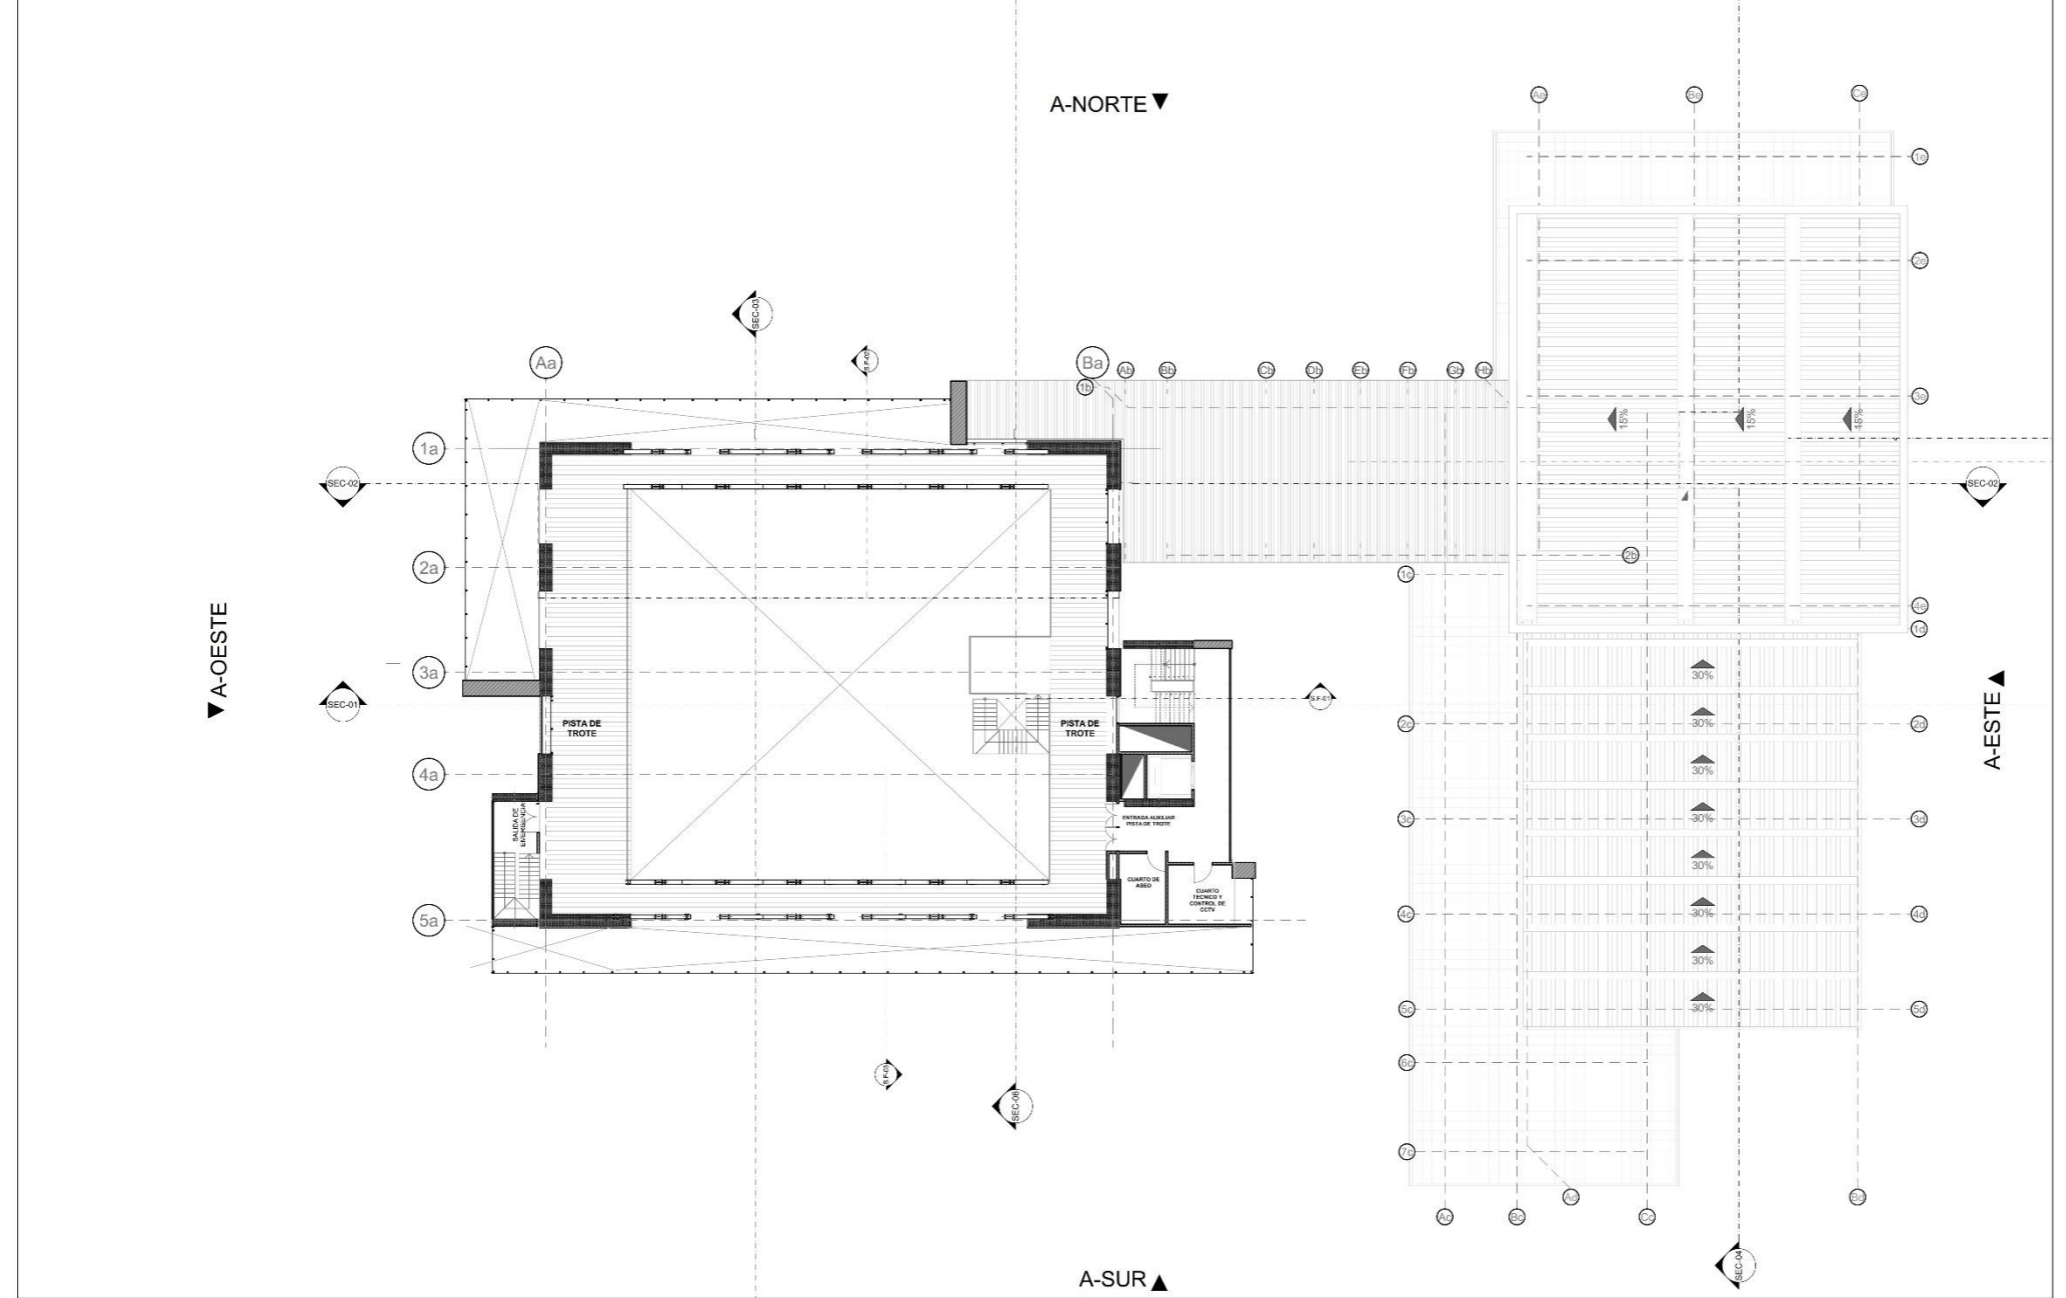 A-NORTE
Ae
Be
Ce
1e
2e
SEC-03
Aa
Ba
1b
Ab
Bb
Cb
Db
Eb
Fb
Gb
Hb
3e
15%
15%
15%
1a
SEC-02
SEC-02
2b
2a
1c
4e
1d
A-OESTE
3a
30%
SEC-01
S.F-01
PISTA DE
TROTE
PISTA DE
TROTE
2c
30%
2d
A-ESTE
4a
30%
SALIDA DE
EMERGENCIA
ENTRADA AUXILIAR
PISTA DE TROTE
3c
30%
3d
30%
CUARTO DE
ASEO
CUARTO
TECNICO Y
CONTROL DE
CCTV
5a
4c
30%
4d
30%
5c
30%
5d
6c
SEC-06
7c
Ac
Bc
Ad
Cc
Bd
SEC-04
A-SUR